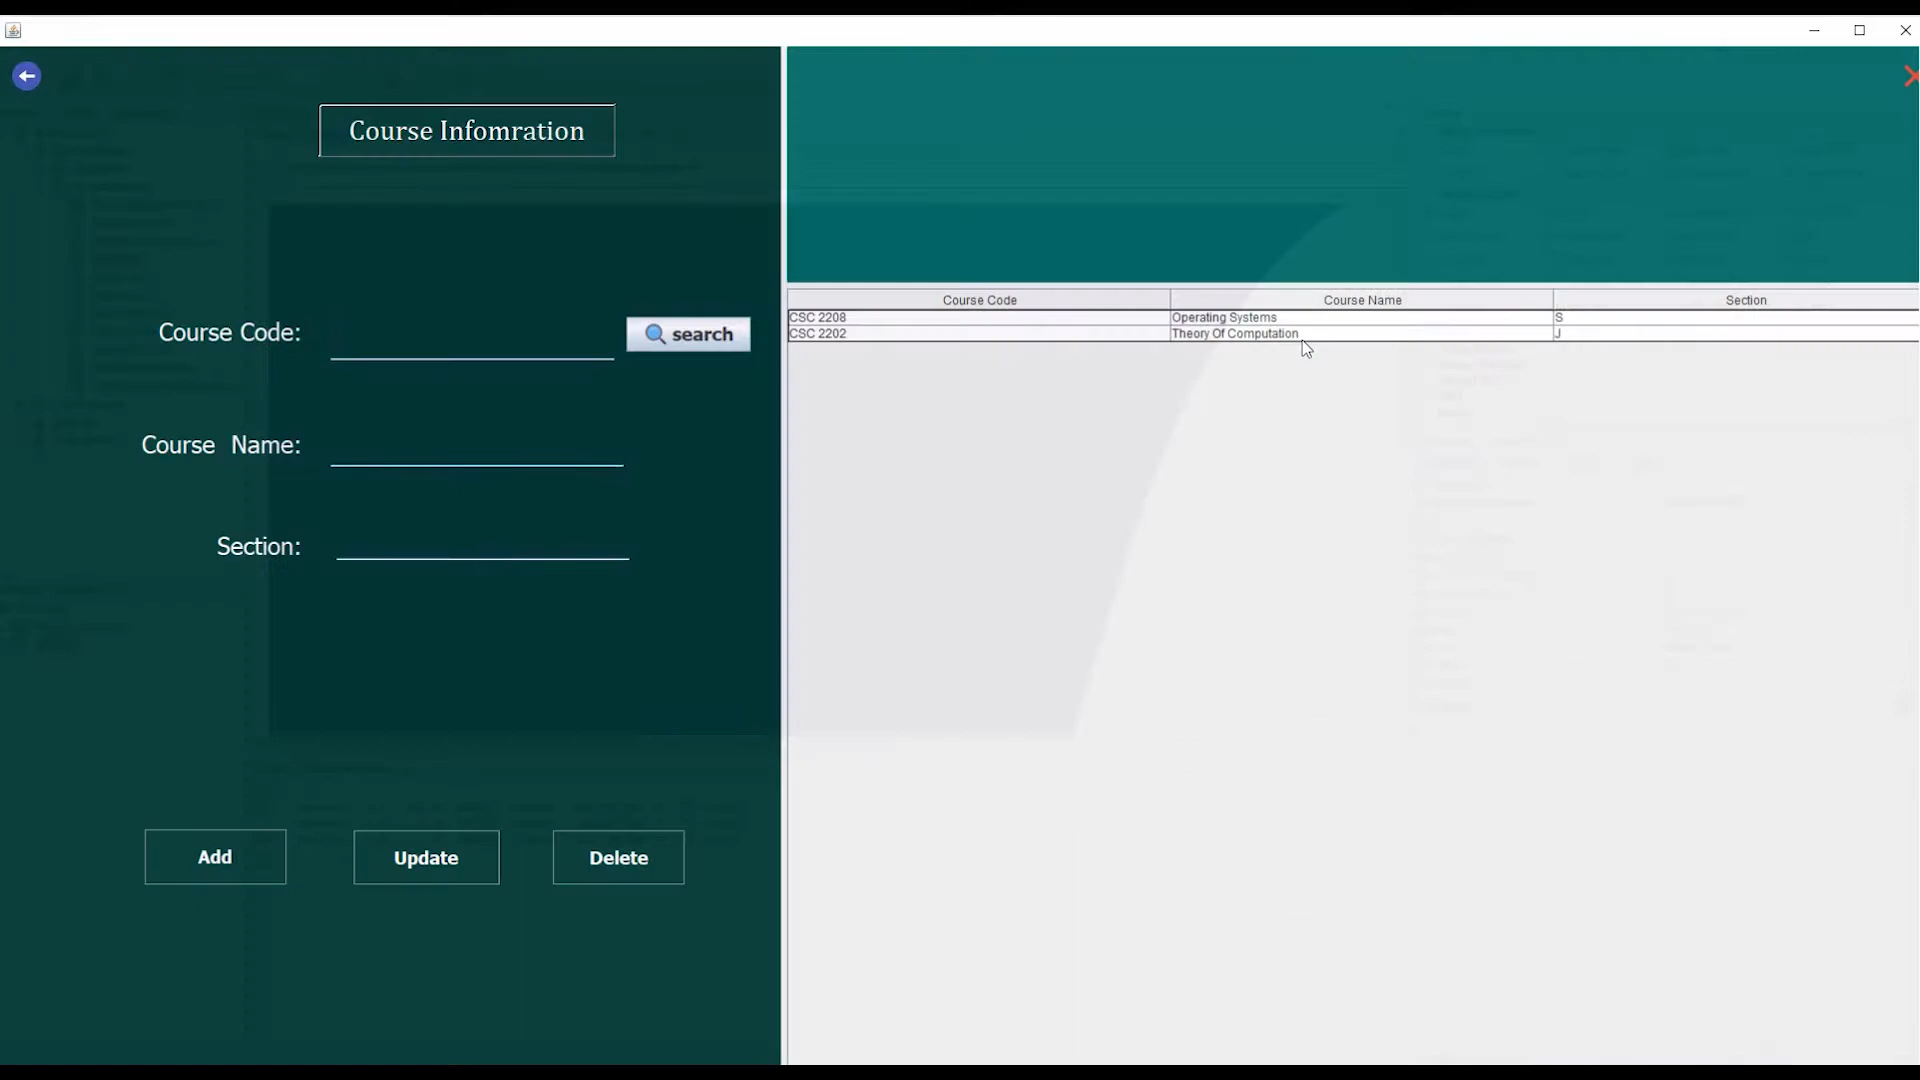 Course Infomration
Course Code:
search
Course Name:
Section:
Add
Update
Delete
Course Code Course Name Section
CSC 2208 Operating Systems S
CSC 2202 Theory Of Computation J